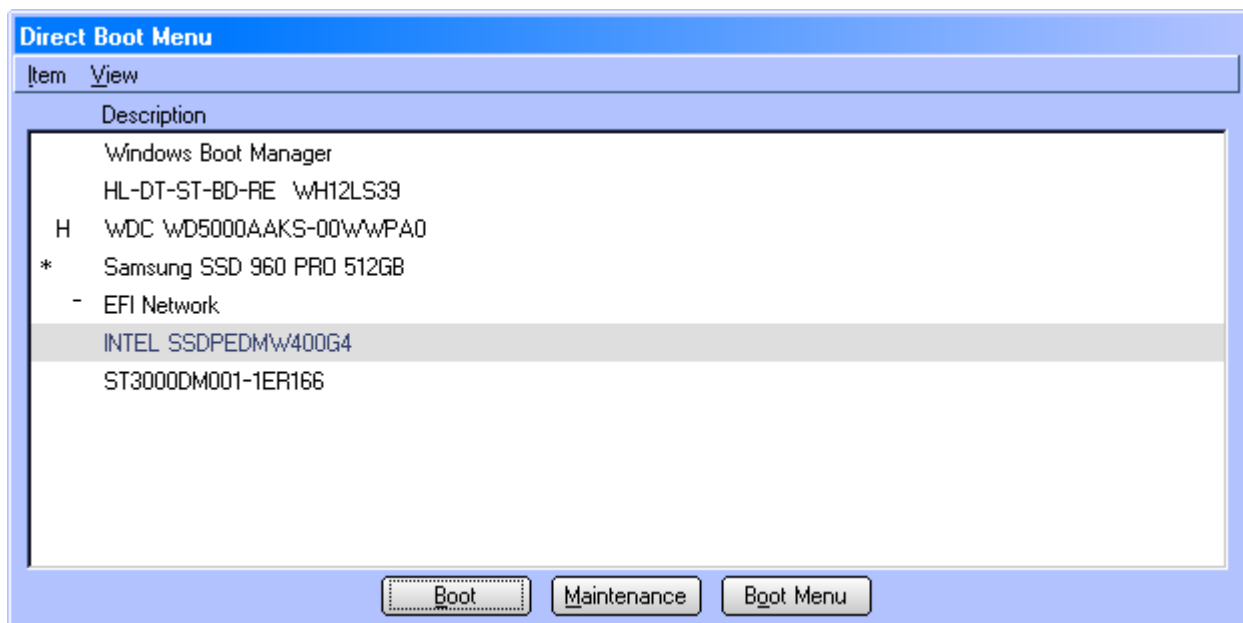 Direct Boot Menu
Item View
Description
Windows Boot Manager
HL-DT-ST-BD-RE WH12LS39
H WDC WD5000AAKS-00WWPA0
* Samsung SSD 960 PRO 512GB
- EFI Network
INTEL SSDPEDMW400G4
ST3000DM001-1ER166
Boot Maintenance Boot Menu